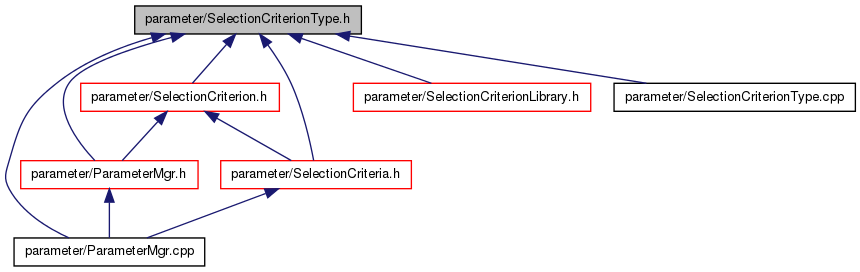 parameter/SelectionCriterionType.h
parameter/SelectionCriterion.h
parameter/SelectionCriterionLibrary.h
parameter/SelectionCriterionType.cpp
parameter/ParameterMgr.h
parameter/SelectionCriteria.h
parameter/ParameterMgr.cpp